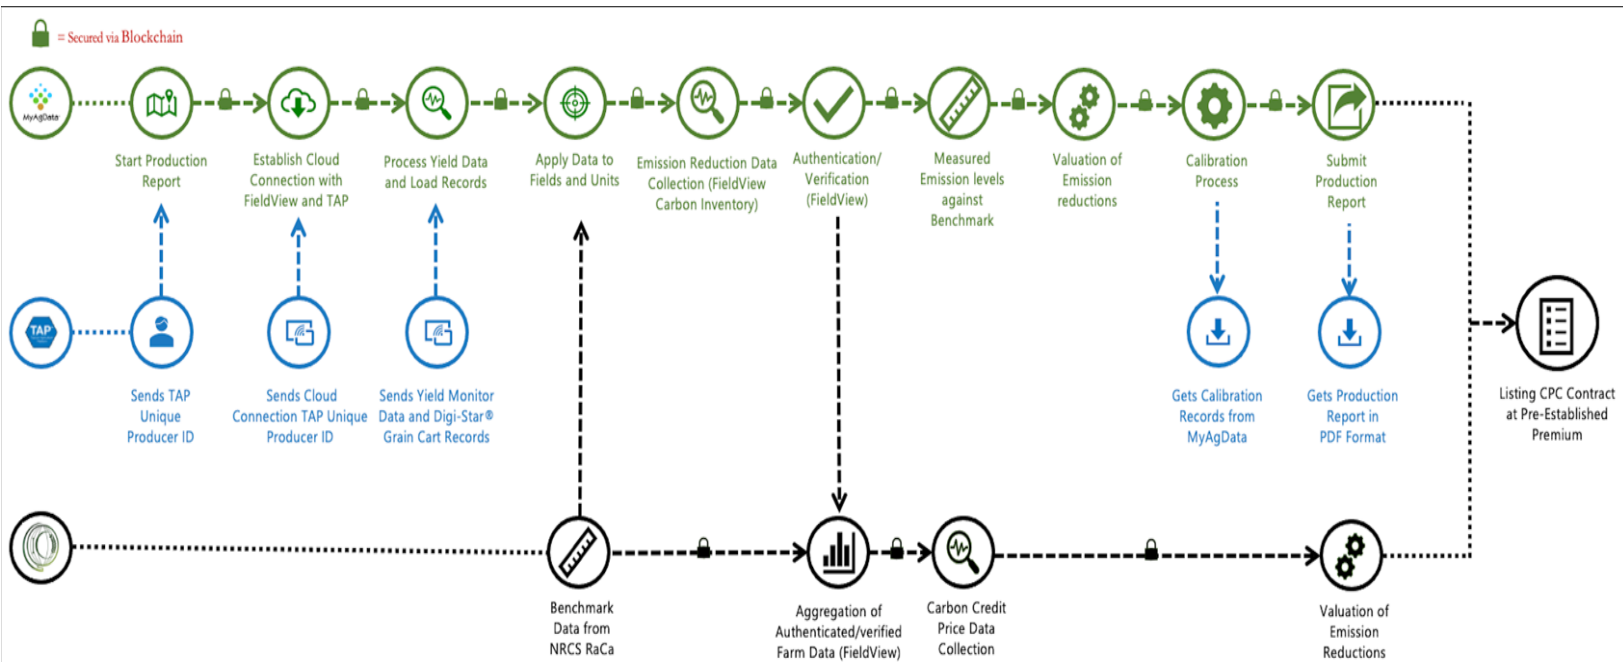 = Secured via Blockchain
MyAgData
Start Production
Report
Establish Cloud
Connection with
FieldView and TAP
Process Yield Data
and Load Records
Apply Data to
Fields and Units
Emission Reduction Data
Collection (FieldView
Carbon Inventory)
Authentication/
Verification
(FieldView)
Measured
Emission levels
against
Benchmark
Valuation of
Emission
reductions
Calibration
Process
Submit
Production
Report
TAP
Sends TAP
Unique
Producer ID
Sends Cloud
Connection TAP Unique
Producer ID
Sends Yield Monitor
Data and Digi-Star®
Grain Cart Records
Gets Calibration
Records from
MyAgData
Gets Production
Report in
PDF Format
Listing CPC Contract
at Pre-Established
Premium
Benchmark
Data from
NRCS RaCa
Aggregation of
Authenticated/verified
Farm Data (FieldView)
Carbon Credit
Price Data
Collection
Valuation of
Emission
Reductions